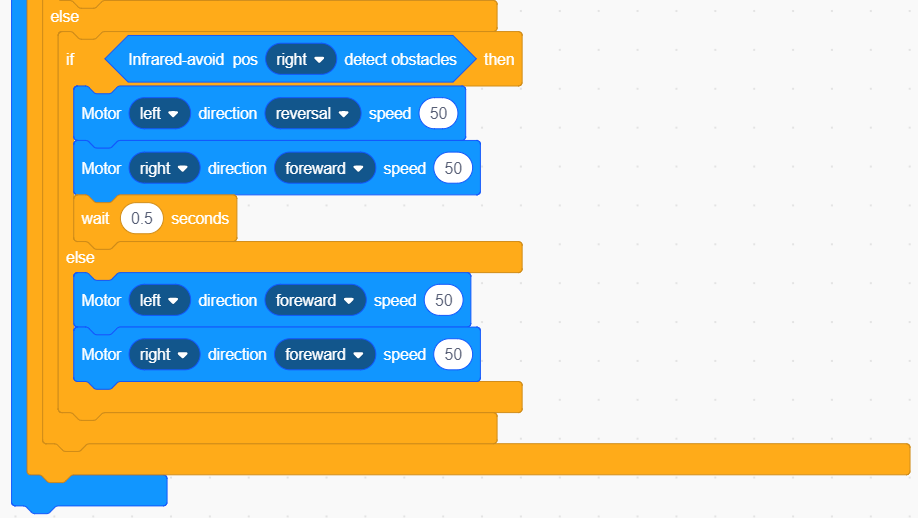 else
if Infrared-avoid pos right detect obstacles then
Motor left direction reversal speed 50
Motor right direction foreward speed 50
wait 0.5 seconds
else
Motor left direction foreward speed 50
Motor right direction foreward speed 50